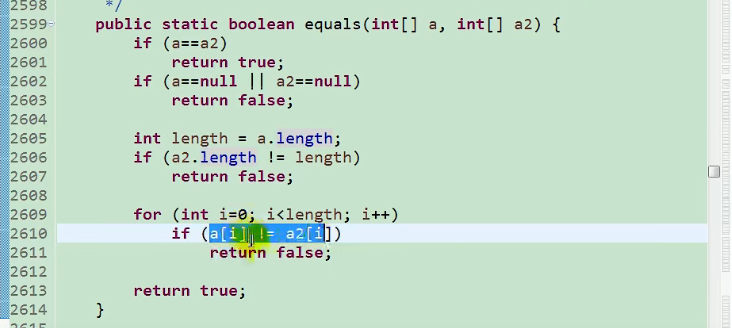 2598 */
2599 public static boolean equals(int[] a, int[] a2) {
2600 if (a==a2)
2601 return true;
2602 if (a==null || a2==null)
2603 return false;
2604
2605 int length = a.length;
2606 if (a2.length != length)
2607 return false;
2608
2609 for (int i=0; i<length; i++)
2610 if (a[i] != a2[i])
2611 return false;
2612
2613 return true;
2614 }
2615